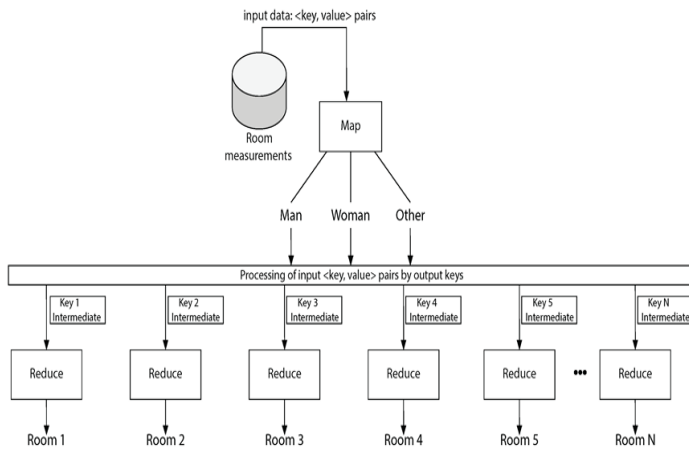 input data: <key, value> pairs
Room
measurements
Map
Man Woman Other
Processing of input <key, value> pairs by output keys
Key 1
Intermediate
Key 2
Intermediate
Key 3
Intermediate
Key 4
Intermediate
Key 5
Intermediate
Key N
Intermediate
Reduce Reduce Reduce Reduce Reduce ••• Reduce
Room 1 Room 2 Room 3 Room 4 Room 5 Room N